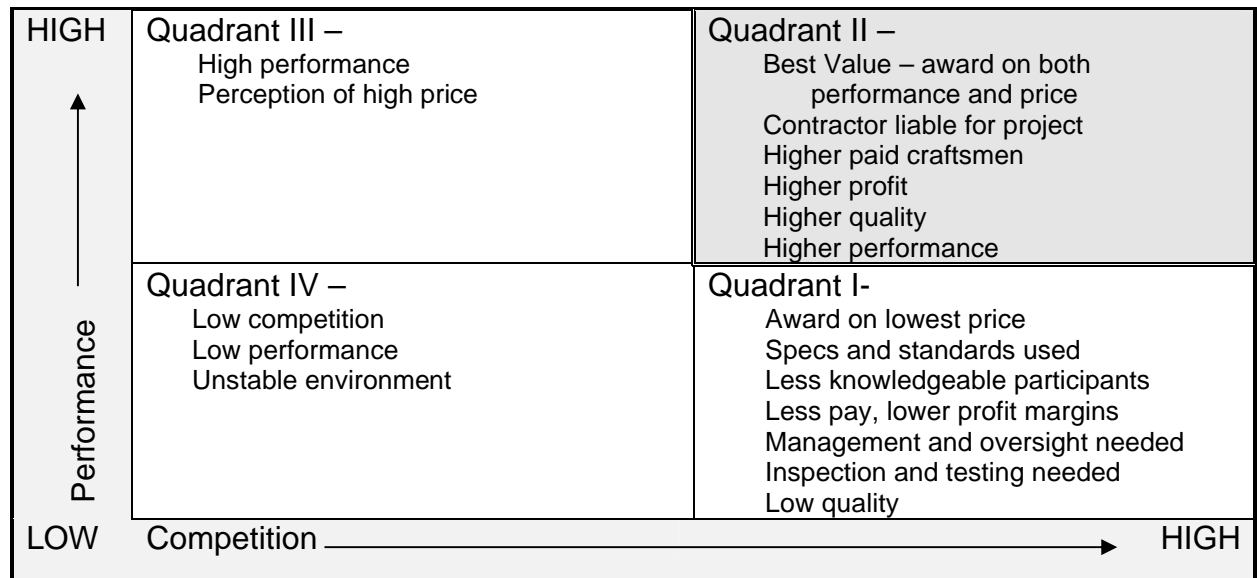 HIGH
Quadrant III –
High performance
Perception of high price
Quadrant II –
Best Value – award on both
performance and price
Contractor liable for project
Higher paid craftsmen
Higher profit
Higher quality
Higher performance
Performance
Quadrant IV –
Low competition
Low performance
Unstable environment
Quadrant I-
Award on lowest price
Specs and standards used
Less knowledgeable participants
Less pay, lower profit margins
Management and oversight needed
Inspection and testing needed
Low quality
LOW
Competition
HIGH